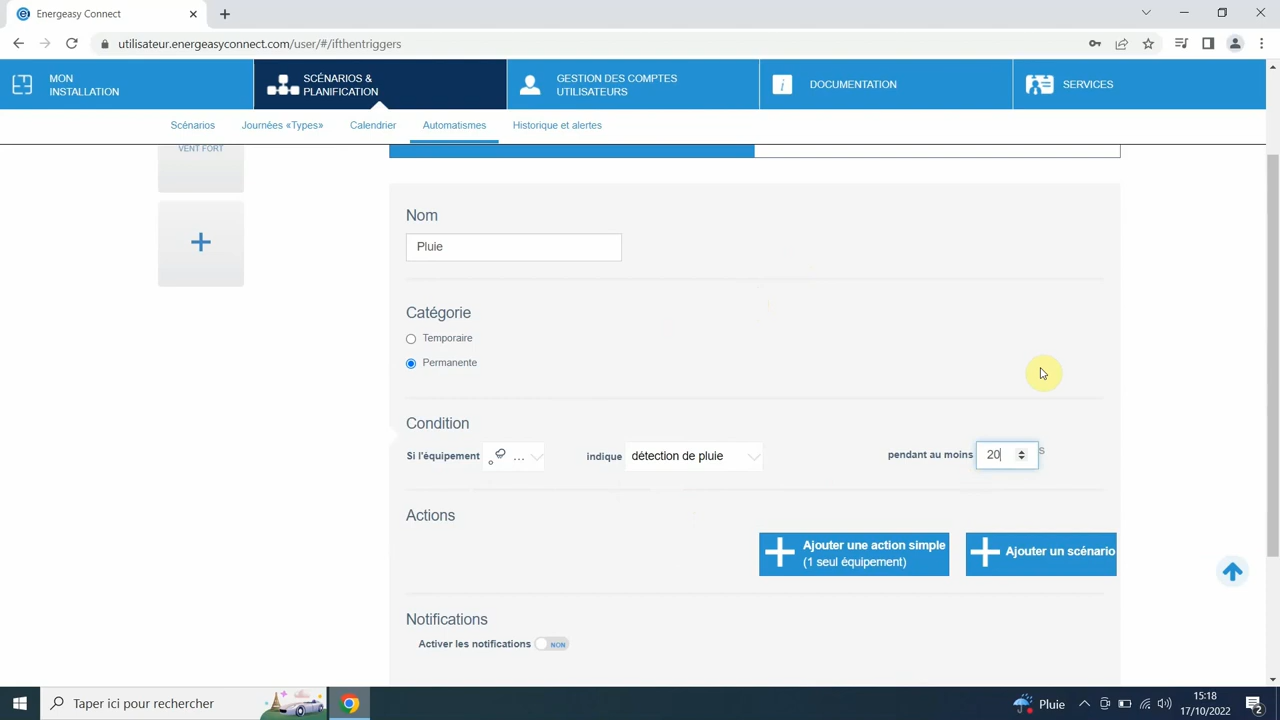 Energeasy Connect
utilisateur.energeasyconnect.com/user/#/ifthentriggers
MON
INSTALLATION
SCÉNARIOS &
PLANIFICATION
GESTION DES COMPTES
UTILISATEURS
DOCUMENTATION
SERVICES
Scénarios
Journées «Types»
Calendrier
Automatismes
Historique et alertes
VENT FORT
Nom
Pluie
Catégorie
Temporaire
Permanente
Condition
Si l'équipement ... indique détection de pluie pendant au moins 20 s
Actions
Ajouter une action simple
(1 seul équipement)
Ajouter un scénario
Notifications
Activer les notifications NON
Taper ici pour rechercher
Pluie
15:18
17/10/2022
2